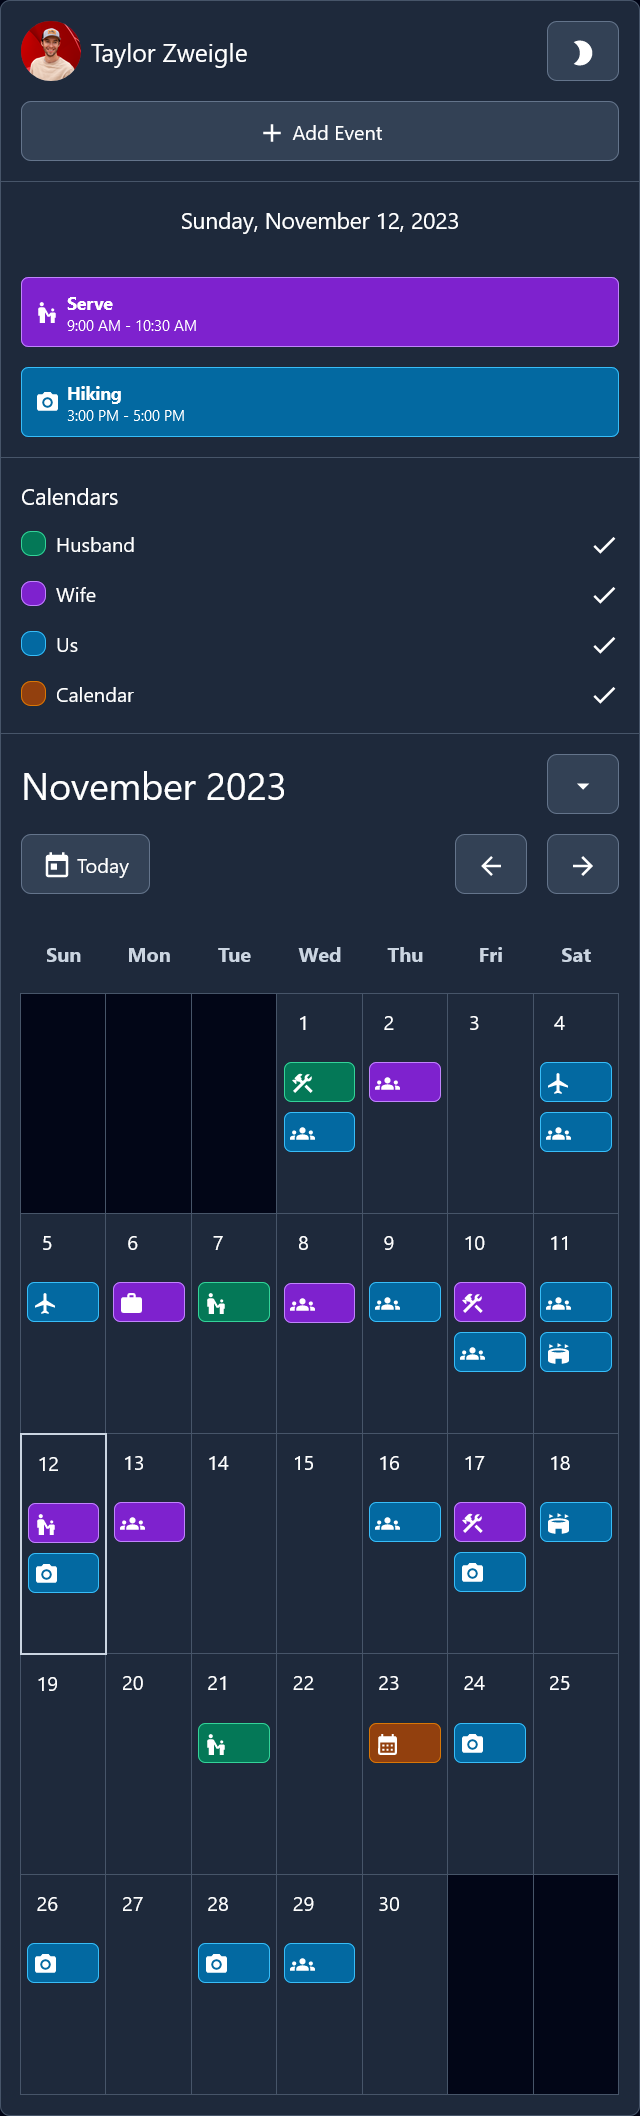 Taylor Zweigle
Add Event
Sunday, November 12, 2023
Serve
9:00 AM - 10:30 AM
Hiking
3:00 PM - 5:00 PM
Calendars
Husband
Wife
Us
Calendar
November 2023
Today
Sun Mon Tue Wed Thu Fri Sat
1 2 3 4
5 6 7 8 9 10 11
12 13 14 15 16 17 18
19 20 21 22 23 24 25
26 27 28 29 30